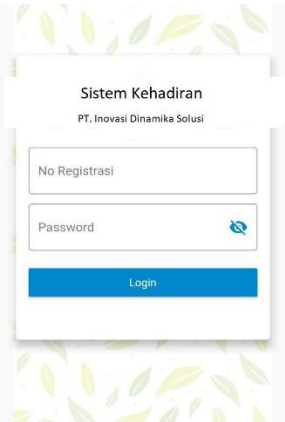 Sistem Kehadiran
PT. Inovasi Dinamika Solusi
No Registrasi
Password
Login